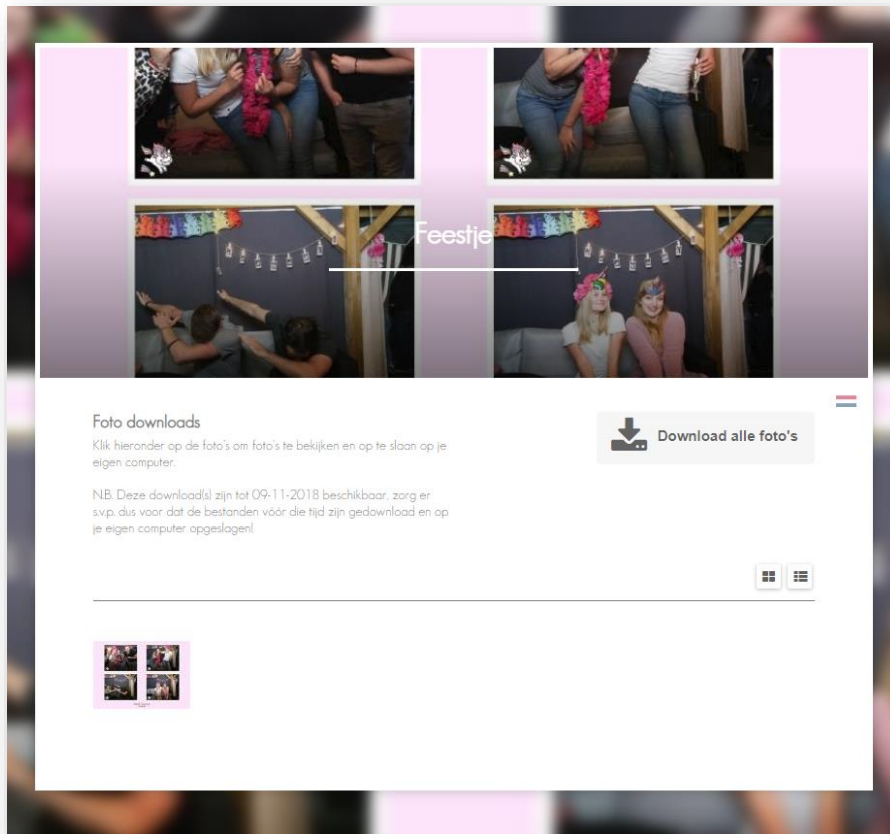 Feestje
Foto downloads
Download alle foto's
Klik hieronder op de foto's om foto's te bekijken en op te slaan op je
eigen computer.
N.B. Deze download(s) zijn tot 09-11-2018 beschikbaar, zorg er
s.v.p. dus voor dat de bestanden vóór die tijd zijn gedownload en op
je eigen computer opgeslagen!